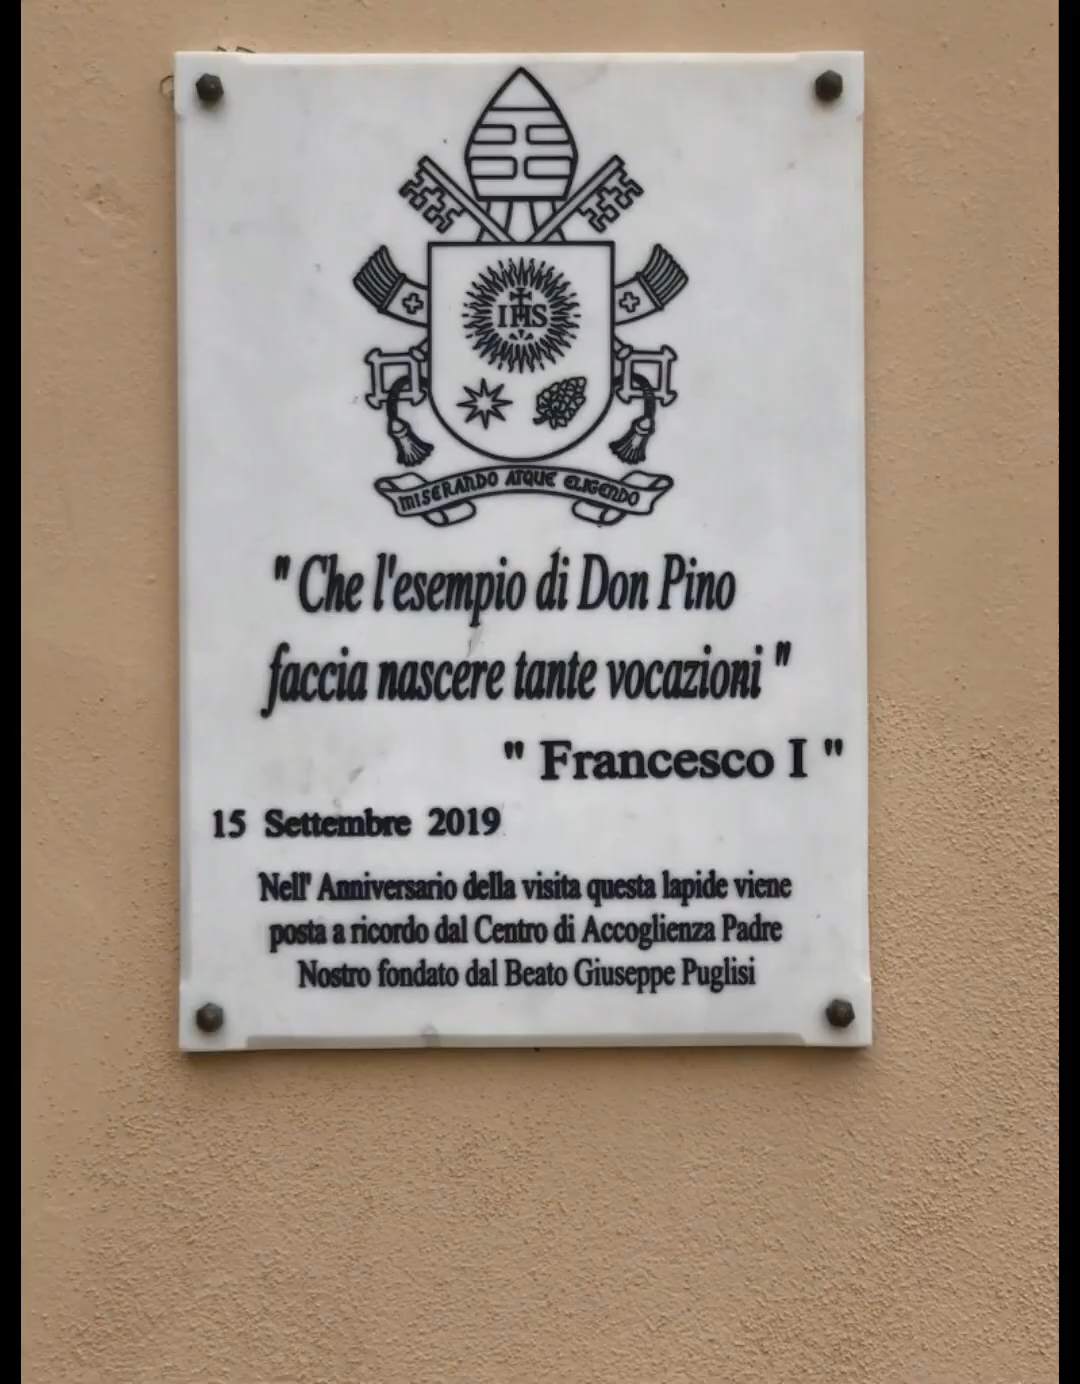 IHS
MISERANDO ATQUE ELIGENDO
" Che l'esempio di Don Pino
faccia nascere tante vocazioni "
" Francesco I "
15 Settembre 2019
Nell' Anniversario della visita questa lapide viene
posta a ricordo dal Centro di Accoglienza Padre
Nostro fondato dal Beato Giuseppe Puglisi